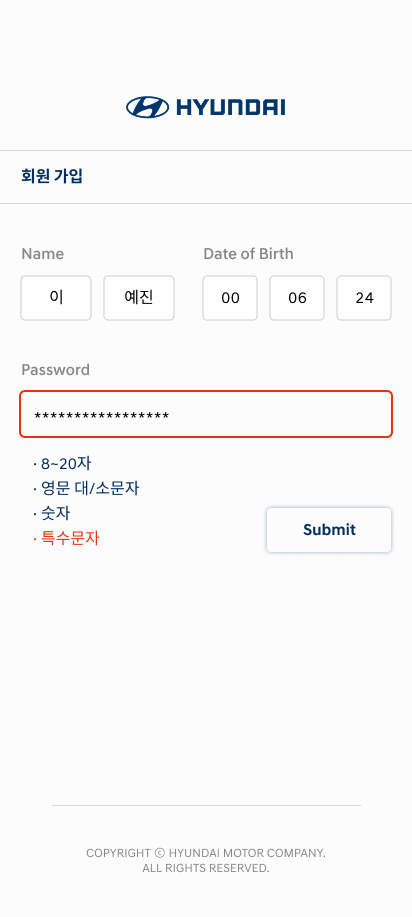 HYUNDAI
회원 가입
Name
Date of Birth
이 예진
00 06 24
Password
*****************
· 8~20자
· 영문 대/소문자
· 숫자
· 특수문자
Submit
COPYRIGHT ⓒ HYUNDAI MOTOR COMPANY.
ALL RIGHTS RESERVED.